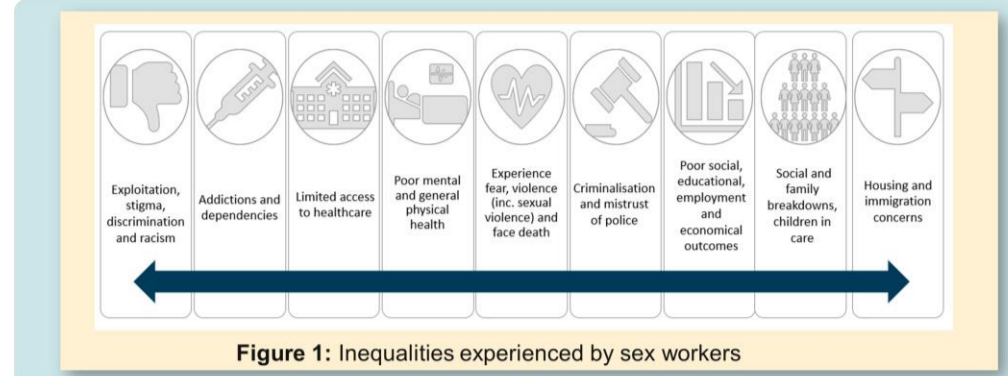 Exploitation,
stigma,
discrimination
and racism
Addictions and
dependencies
Limited access
to healthcare
Poor mental
and general
physical
health
Experience
fear, violence
(inc. sexual
violence) and
face death
Criminalisation
and mistrust
of police
Poor social,
educational,
employment
and
economical
outcomes
Social and
family
breakdowns,
children in
care
Housing and
immigration
concerns
Figure 1: Inequalities experienced by sex workers